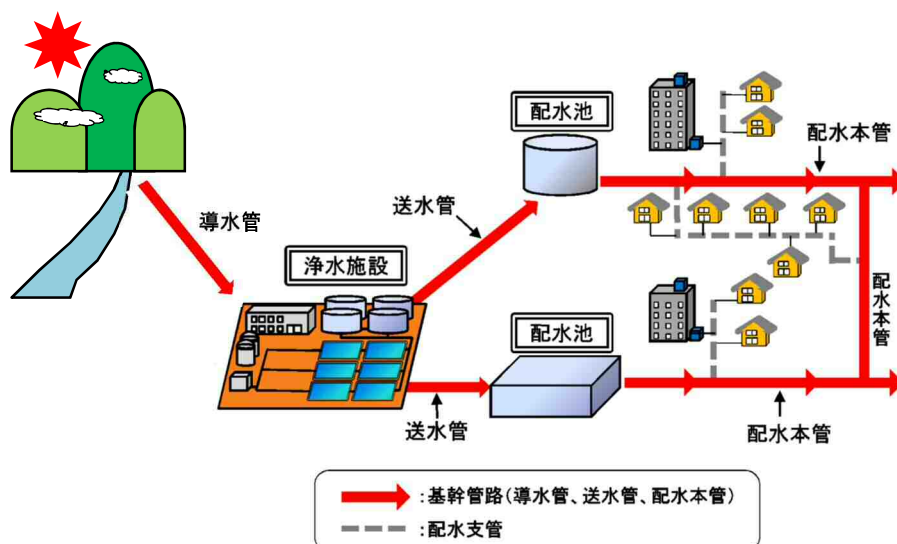 配水池
配水本管
送水管
導水管
浄水施設
配水本管
配水池
送水管
配水本管
:基幹管路(導水管、送水管、配水本管)
:配水支管